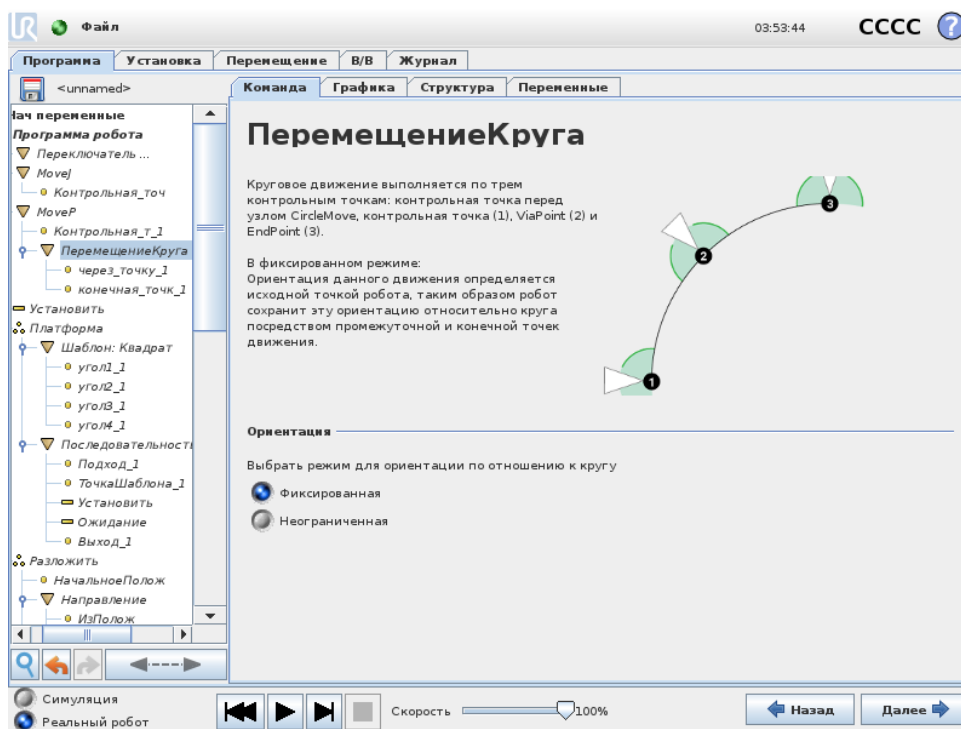 UR Файл 03:53:44 CCCC ?
Программа Установка Перемещение В/В Журнал
<unnamed>
Команда Графика Структура Переменные
Нач переменные
Программа робота
Переключатель ...
MoveJ
Контрольная_точ
MoveP
Контрольная_т_1
ПеремещениеКруга
через_точку_1
конечная_точк_1
Установить
Платформа
Шаблон: Квадрат
угол1_1
угол2_1
угол3_1
угол4_1
Последовательность
Подход_1
ТочкаШаблона_1
Установить
Ожидание
Выход_1
Разложить
НачальноеПолож
Направление
ИзПолож
ПеремещениеКруга
Круговое движение выполняется по трем
контрольным точкам: контрольная точка перед
узлом CircleMove, контрольная точка (1), ViaPoint (2) и
EndPoint (3).
В фиксированном режиме:
Ориентация данного движения определяется
исходной точкой робота, таким образом робот
сохранит эту ориентацию относительно круга
посредством промежуточной и конечной точек
движения.
3
2
1
Ориентация
Выбрать режим для ориентации по отношению к кругу
Фиксированная
Неограниченная
Симуляция
Реальный робот
Скорость 100%
Назад Далее